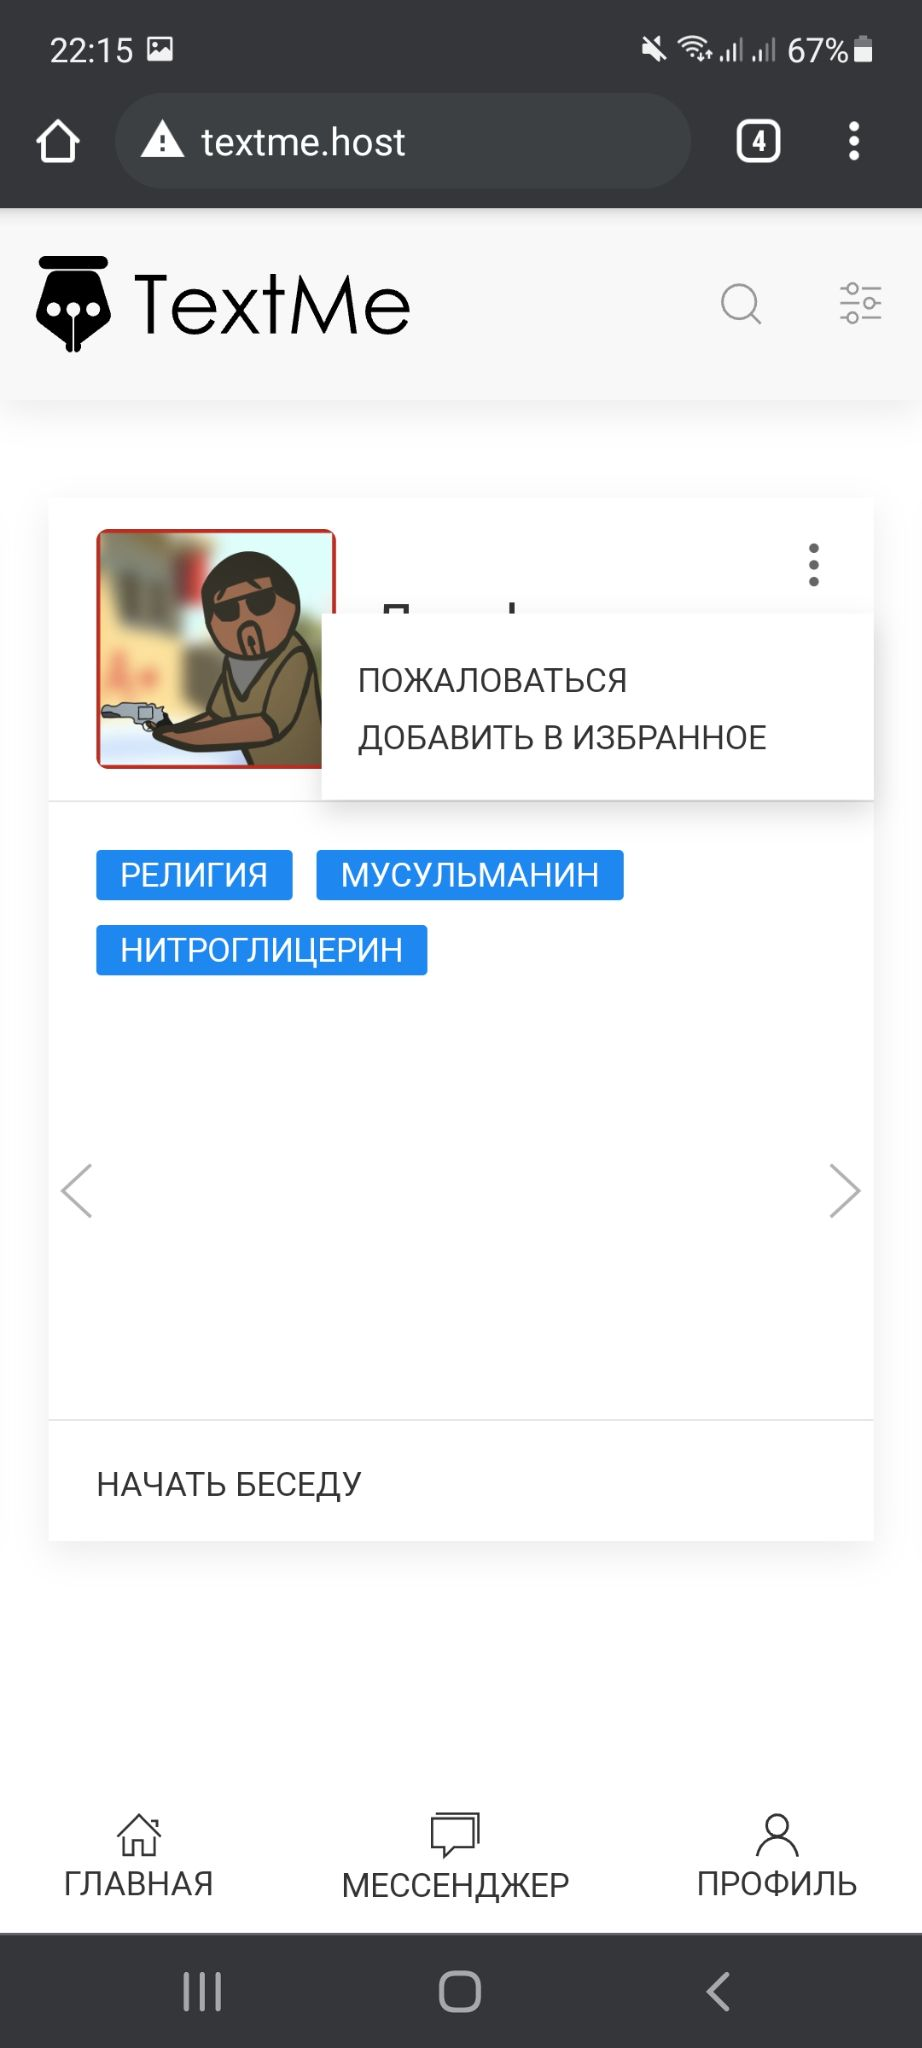 22:15 67%
textme.host 4
TextMe
ПОЖАЛОВАТЬСЯ
ДОБАВИТЬ В ИЗБРАННОЕ
РЕЛИГИЯ МУСУЛЬМАНИН
НИТРОГЛИЦЕРИН
НАЧАТЬ БЕСЕДУ
ГЛАВНАЯ МЕССЕНДЖЕР ПРОФИЛЬ